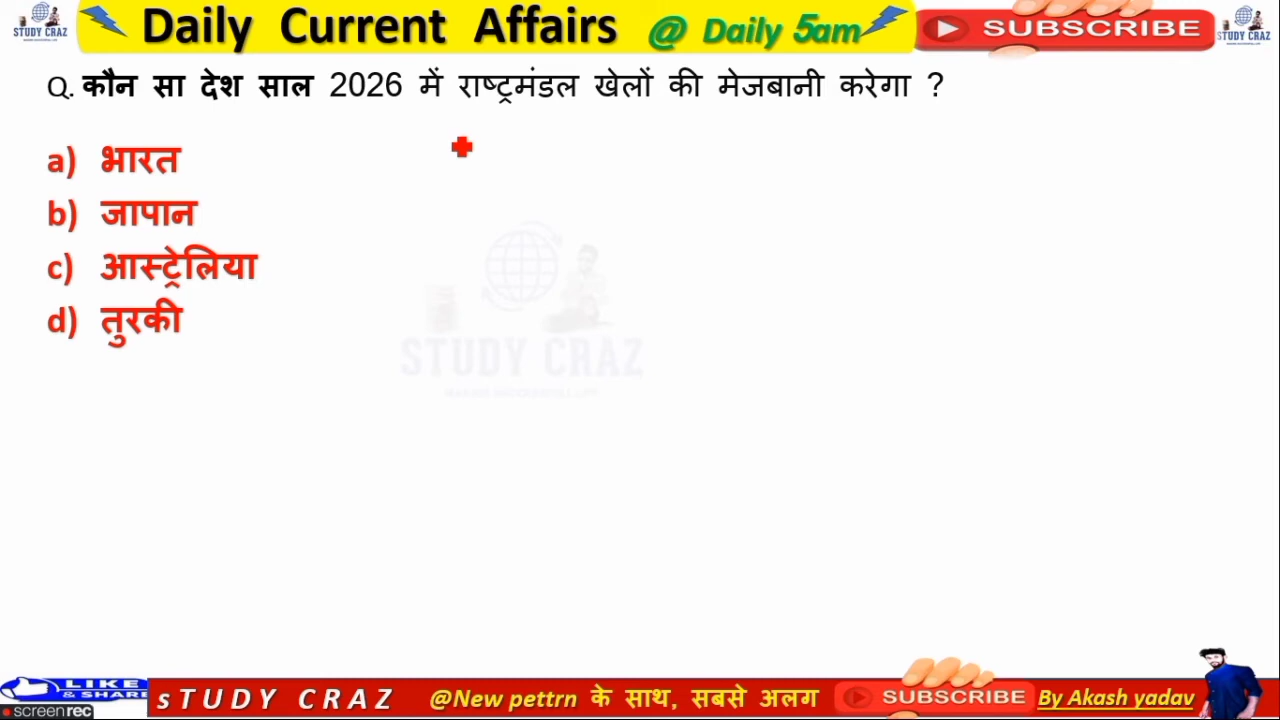 STUDY CRAZ
Daily Current Affairs @ Daily 5am
SUBSCRIBE
STUDY CRAZ
Q. कौन सा देश साल 2026 में राष्ट्रमंडल खेलों की मेजबानी करेगा ?
a) भारत
b) जापान
c) आस्ट्रेलिया
d) तुरकी
STUDY CRAZ
LIKE
& SHARE
screenrec
sTUDY CRAZ @New pettrn के साथ, सबसे अलग SUBSCRIBE By Akash yadav